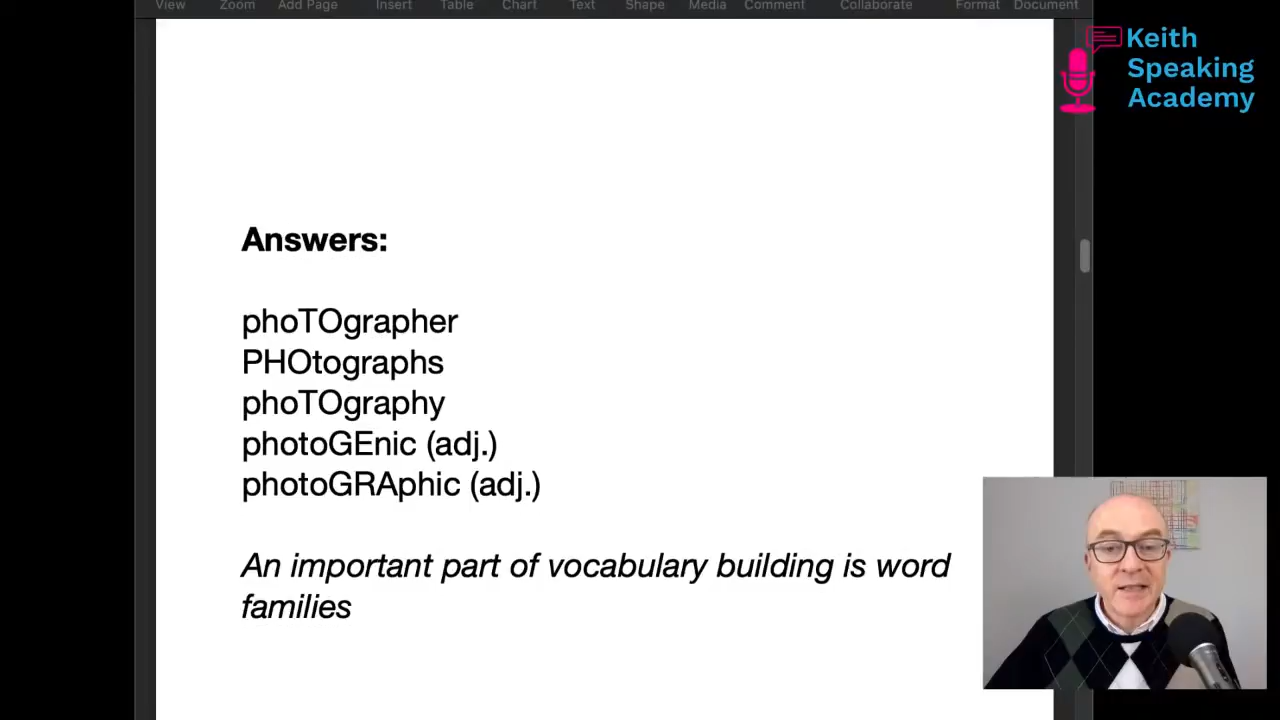 View Zoom Add Page Insert Table Chart Text Shape Media Comment Collaborate Format Document
Keith
Speaking
Academy
Answers:
phoTOgrapher
PHOtographs
phoTOgraphy
photoGEnic (adj.)
photoGRAphic (adj.)
An important part of vocabulary building is word
families